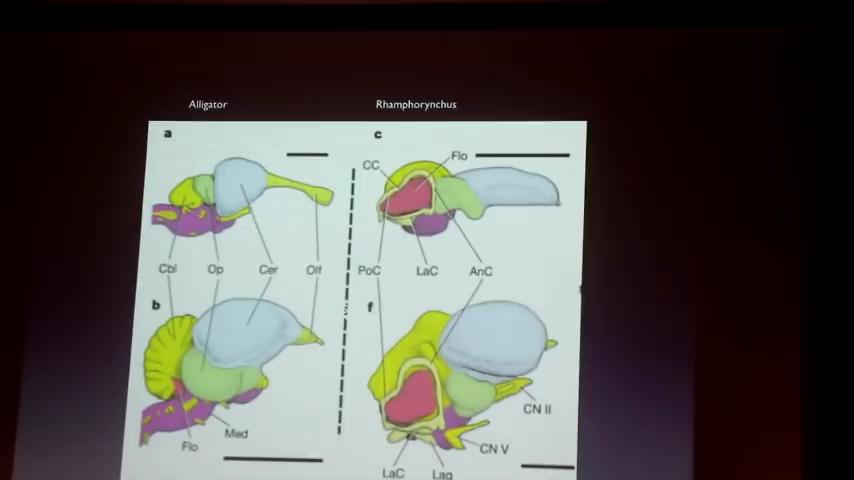 Alligator
Rhamphorynchus
a
c
CC
Flo
Cbl
Op
Cer
Olf
PoC
LaC
AnC
b
f
CN II
Med
Flo
CN V
LaC
Lag